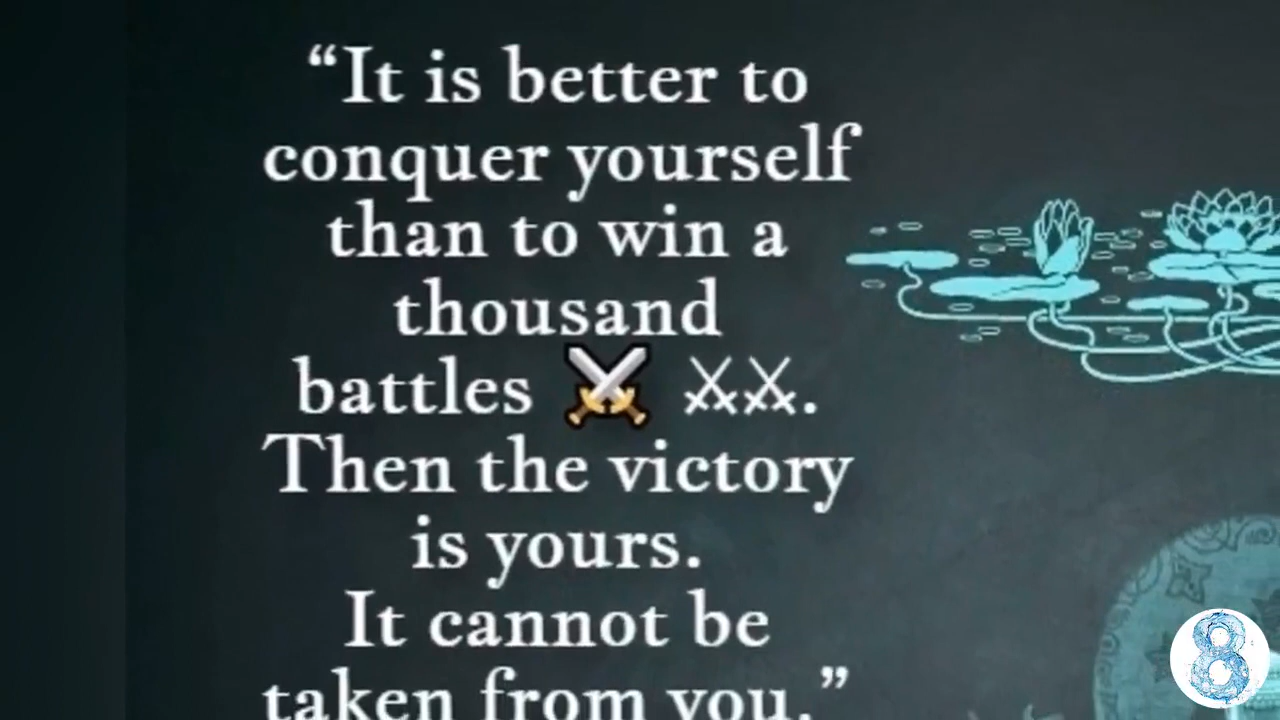 “It is better to
conquer yourself
than to win a
thousand
battles ⚔️ ⚔⚔.
Then the victory
is yours.
It cannot be
taken from you.”
8